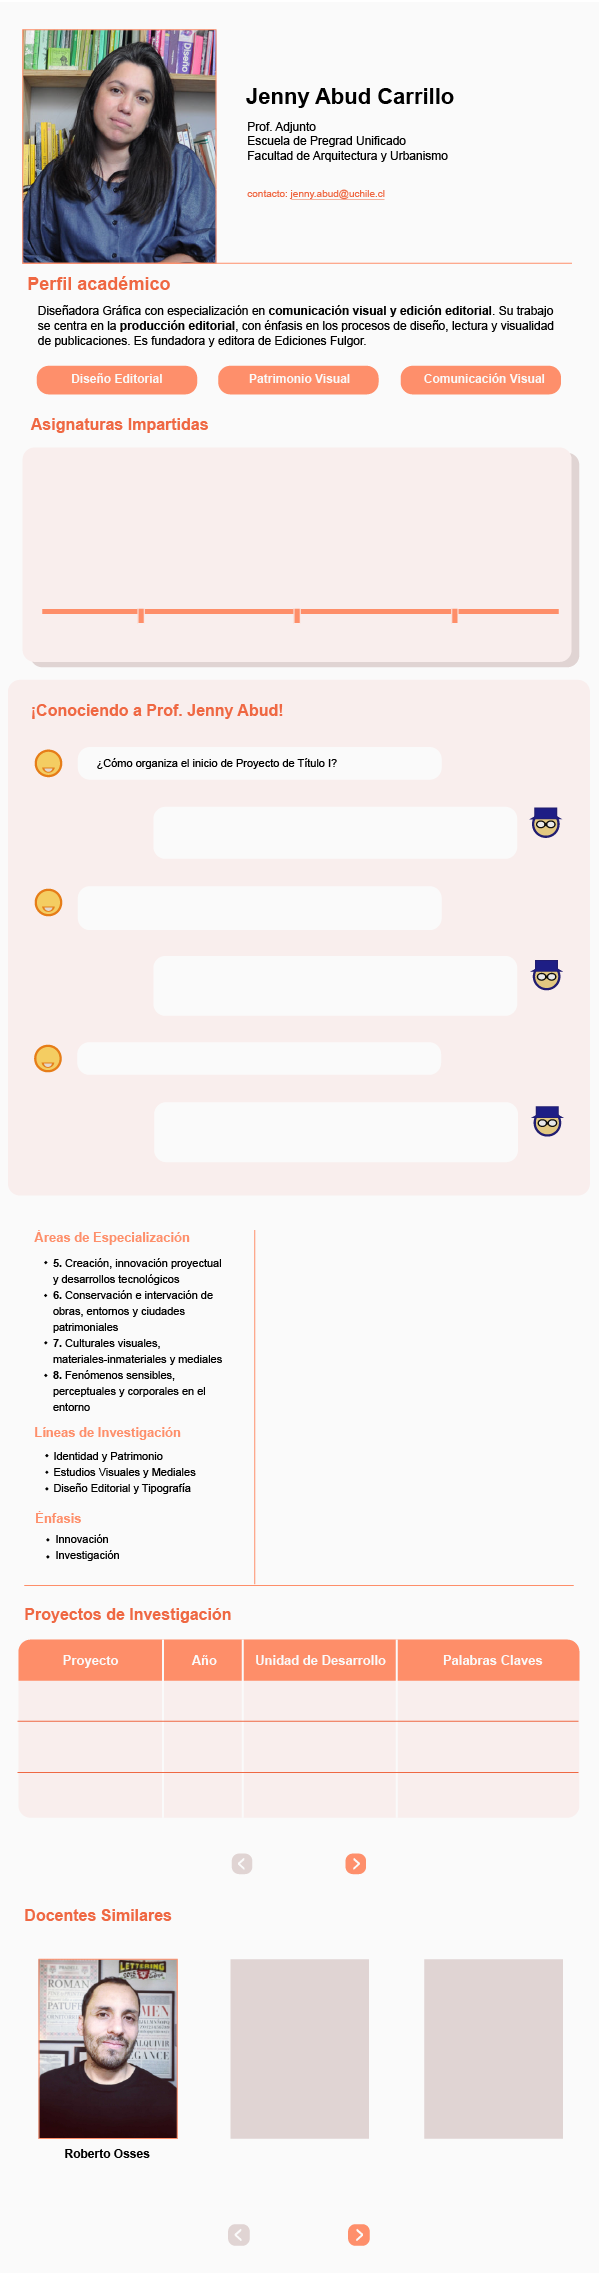 Diseño
Jenny Abud Carrillo
Prof. Adjunto
Escuela de Pregrad Unificado
Facultad de Arquitectura y Urbanismo
contacto: jenny.abud@uchile.cl
Perfil académico
Diseñadora Gráfica con especialización en comunicación visual y edición editorial. Su trabajo
se centra en la producción editorial, con énfasis en los procesos de diseño, lectura y visualidad
de publicaciones. Es fundadora y editora de Ediciones Fulgor.
Diseño Editorial
Patrimonio Visual
Comunicación Visual
Asignaturas Impartidas
¡Conociendo a Prof. Jenny Abud!
¿Cómo organiza el inicio de Proyecto de Título I?
Áreas de Especialización
• 5. Creación, innovación proyectual
y desarrollos tecnológicos
• 6. Conservación e intervación de
obras, entornos y ciudades
patrimoniales
• 7. Culturales visuales,
materiales-inmateriales y mediales
• 8. Fenómenos sensibles,
perceptuales y corporales en el
entorno
Líneas de Investigación
• Identidad y Patrimonio
• Estudios Visuales y Mediales
• Diseño Editorial y Tipografía
Énfasis
• Innovación
• Investigación
Proyectos de Investigación
Proyecto
Año
Unidad de Desarrollo
Palabras Claves
Docentes Similares
LETTERING
ROMAN
Roberto Osses